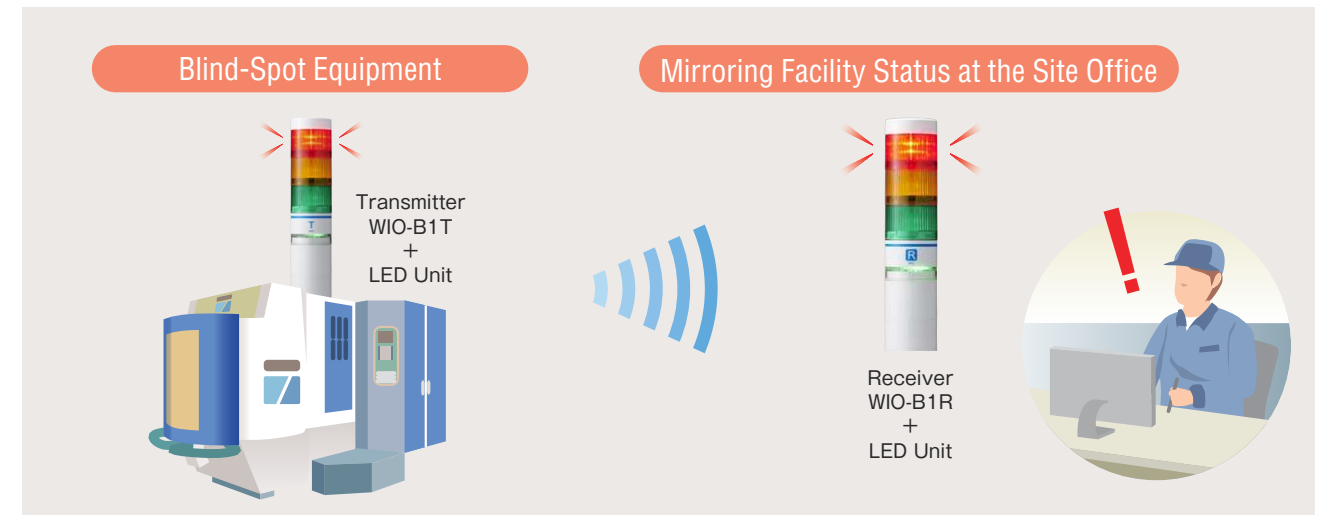 Blind-Spot Equipment
Mirroring Facility Status at the Site Office
Transmitter
WIO-B1T
+
LED Unit
T
R
Receiver
WIO-B1R
+
LED Unit